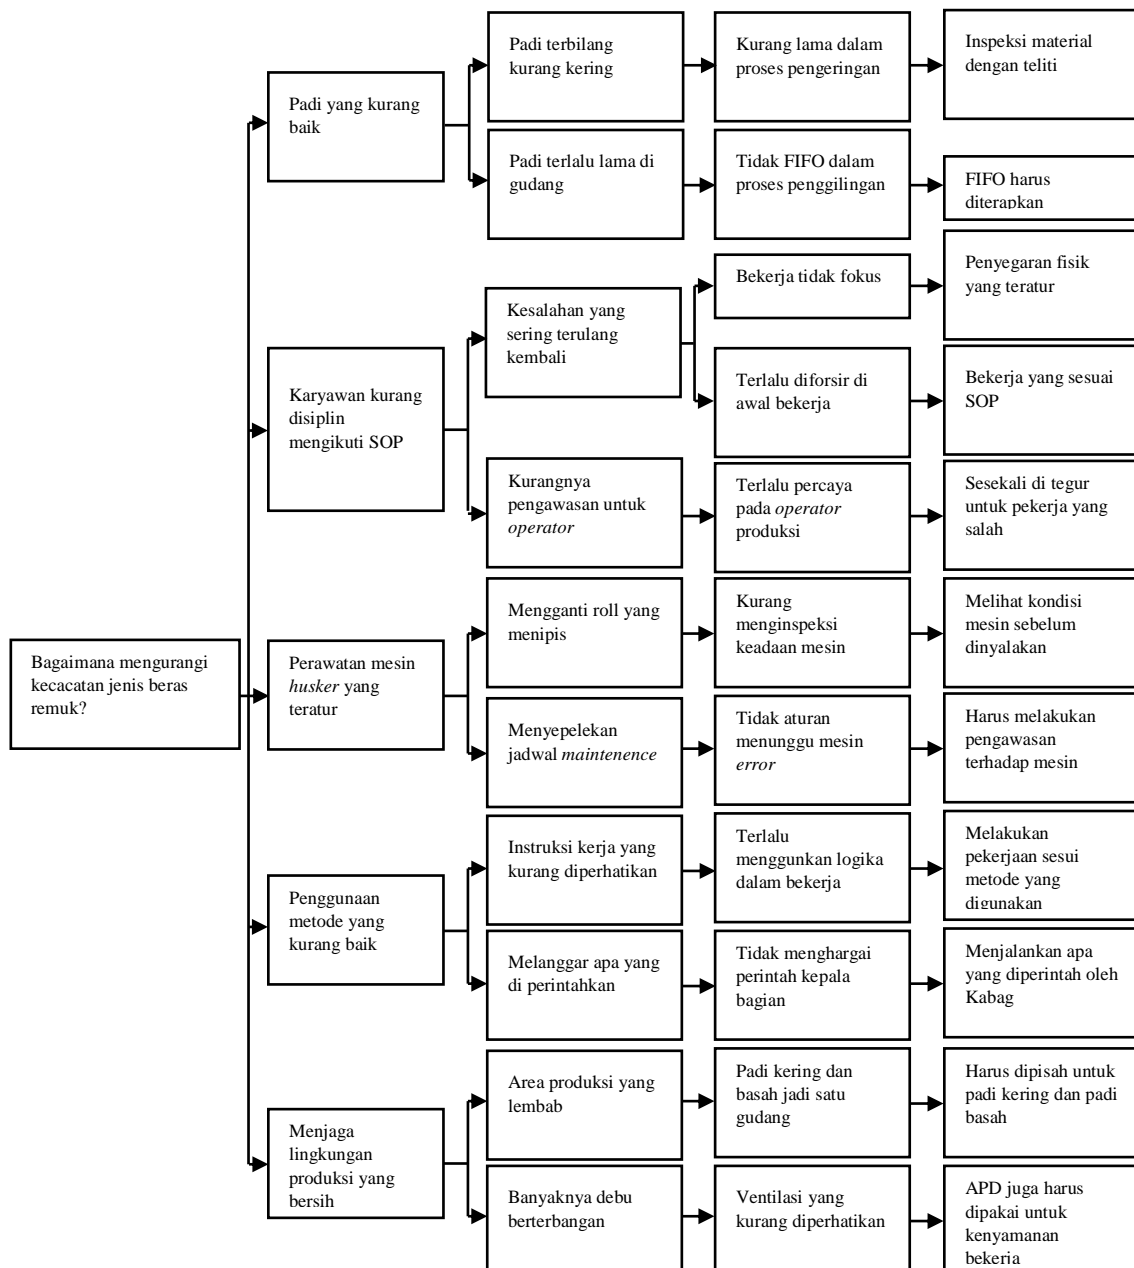 Padi terbilang
kurang kering
Kurang lama dalam
proses pengeringan
Inspeksi material
dengan teliti
Padi yang kurang
baik
Padi terlalu lama di
gudang
Tidak FIFO dalam
proses penggilingan
FIFO harus
diterapkan
Bekerja tidak fokus
Penyegaran fisik
yang teratur
Kesalahan yang
sering terulang
kembali
Terlalu diforsir di
awal bekerja
Bekerja yang sesuai
SOP
Karyawan kurang
disiplin
mengikuti SOP
Kurangnya
pengawasan untuk
operator
Terlalu percaya
pada operator
produksi
Sesekali di tegur
untuk pekerja yang
salah
Mengganti roll yang
menipis
Kurang
menginspeksi
keadaan mesin
Melihat kondisi
mesin sebelum
dinyalakan
Bagaimana mengurangi
kecacatan jenis beras
remuk?
Perawatan mesin
husker yang
teratur
Menyepelekan
jadwal maintenence
Tidak aturan
menunggu mesin
error
Harus melakukan
pengawasan
terhadap mesin
Instruksi kerja yang
kurang diperhatikan
Terlalu
menggunkan logika
dalam bekerja
Melakukan
pekerjaan sesui
metode yang
digunakan
Penggunaan
metode yang
kurang baik
Melanggar apa yang
di perintahkan
Tidak menghargai
perintah kepala
bagian
Menjalankan apa
yang diperintah oleh
Kabag
Area produksi yang
lembab
Padi kering dan
basah jadi satu
gudang
Harus dipisah untuk
padi kering dan padi
basah
Menjaga
lingkungan
produksi yang
bersih
Banyaknya debu
berterbangan
Ventilasi yang
kurang diperhatikan
APD juga harus
dipakai untuk
kenyamanan
bekerja